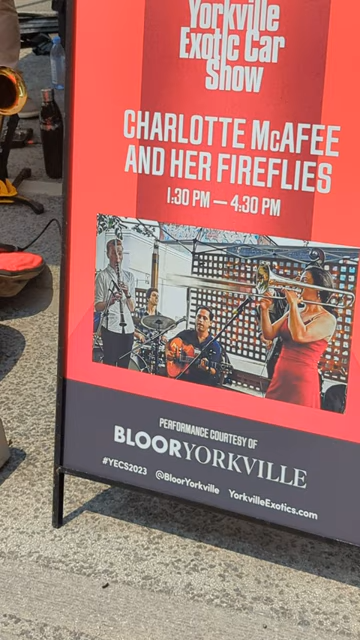 Yorkville
Exotic Car
Show
CHARLOTTE McAFEE
AND HER FIREFLIES
1:30 PM — 4:30 PM
PERFORMANCE COURTESY OF
BLOORYORKVILLE
#YECS2023 @BloorYorkville YorkvilleExotics.com